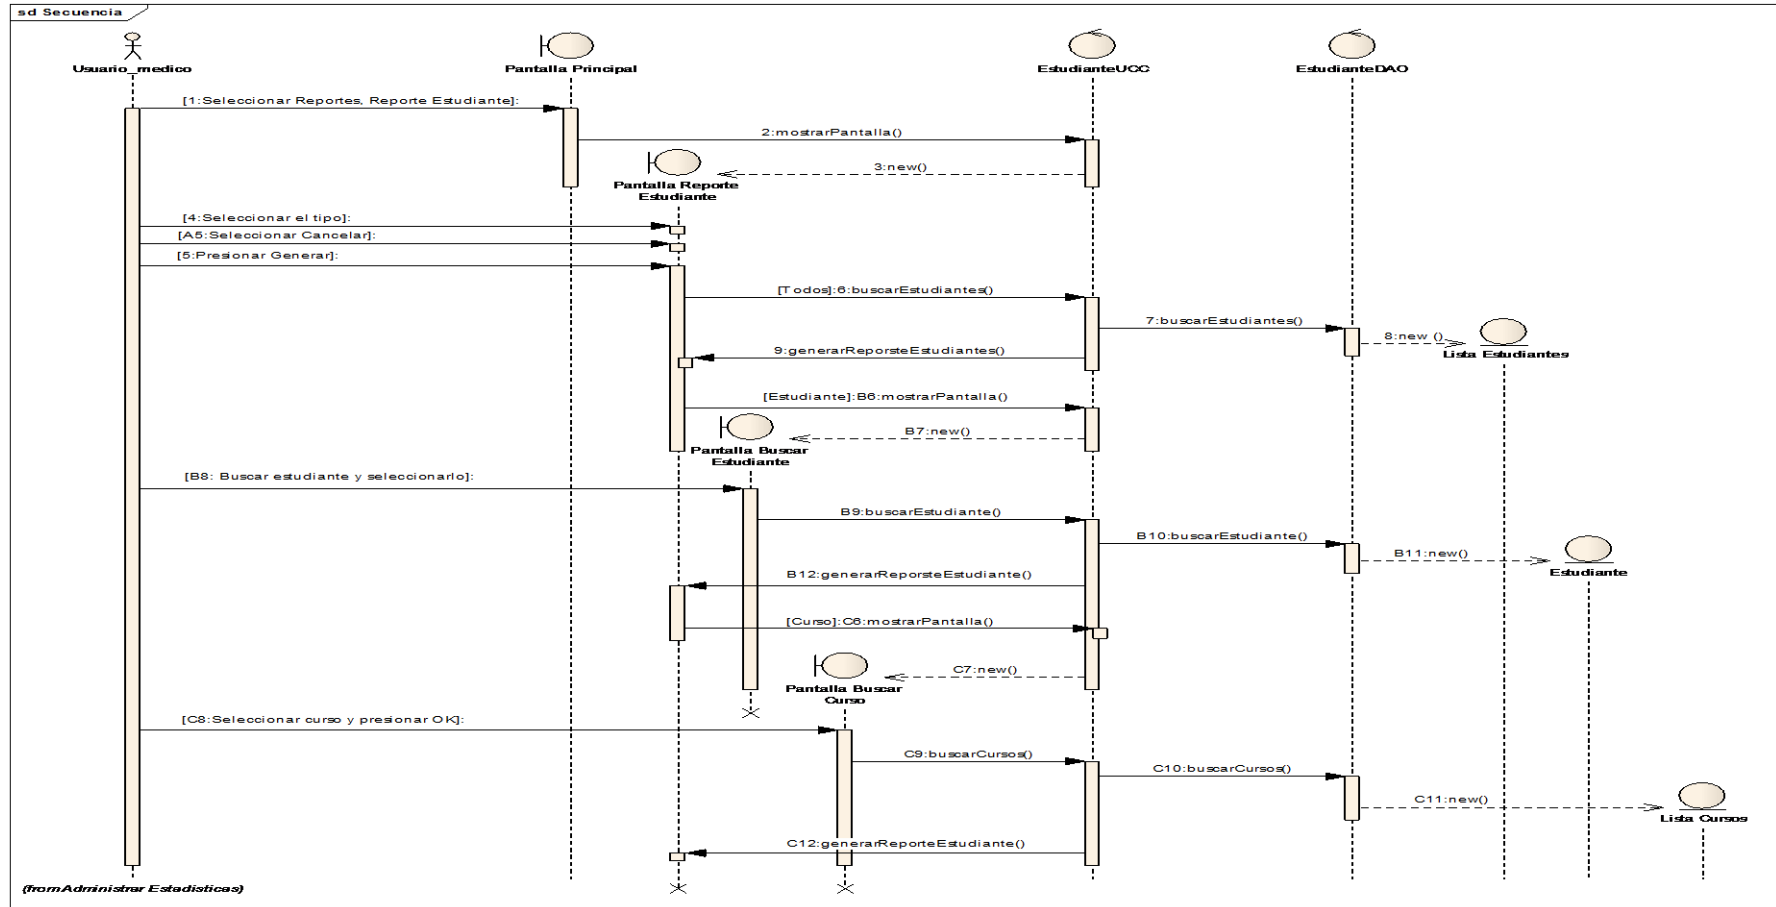 sd Secuencia
Usuario_medico
Pantalla Principal
EstudianteUCC
EstudianteDAO
[1:Seleccionar Reportes, Reporte Estudiante]:
2:mostrarPantalla()
3:new()
Pantalla Reporte
Estudiante
[4:Seleccionar el tipo]:
[A5:Seleccionar Cancelar]:
[5:Presionar Generar]:
[Todos]:6:buscarEstudiantes()
7:buscarEstudiantes()
8:new ()
Lista Estudiantes
9:generarReporsteEstudiantes()
[Estudiante]:B6:mostrarPantalla()
B7:new()
Pantalla Buscar
Estudiante
[B8: Buscar estudiante y seleccionarlo]:
B9:buscarEstudiante()
B10:buscarEstudiante()
B11:new()
Estudiante
B12:generarReporsteEstudiante()
[Curso]:C6:mostrarPantalla()
C7:new()
Pantalla Buscar
Curso
[C8:Seleccionar curso y presionar OK]:
C9:buscarCursos()
C10:buscarCursos()
C11:new()
Lista Cursos
C12:generarReporteEstudiante()
(fromAdministrar Estadisticas)